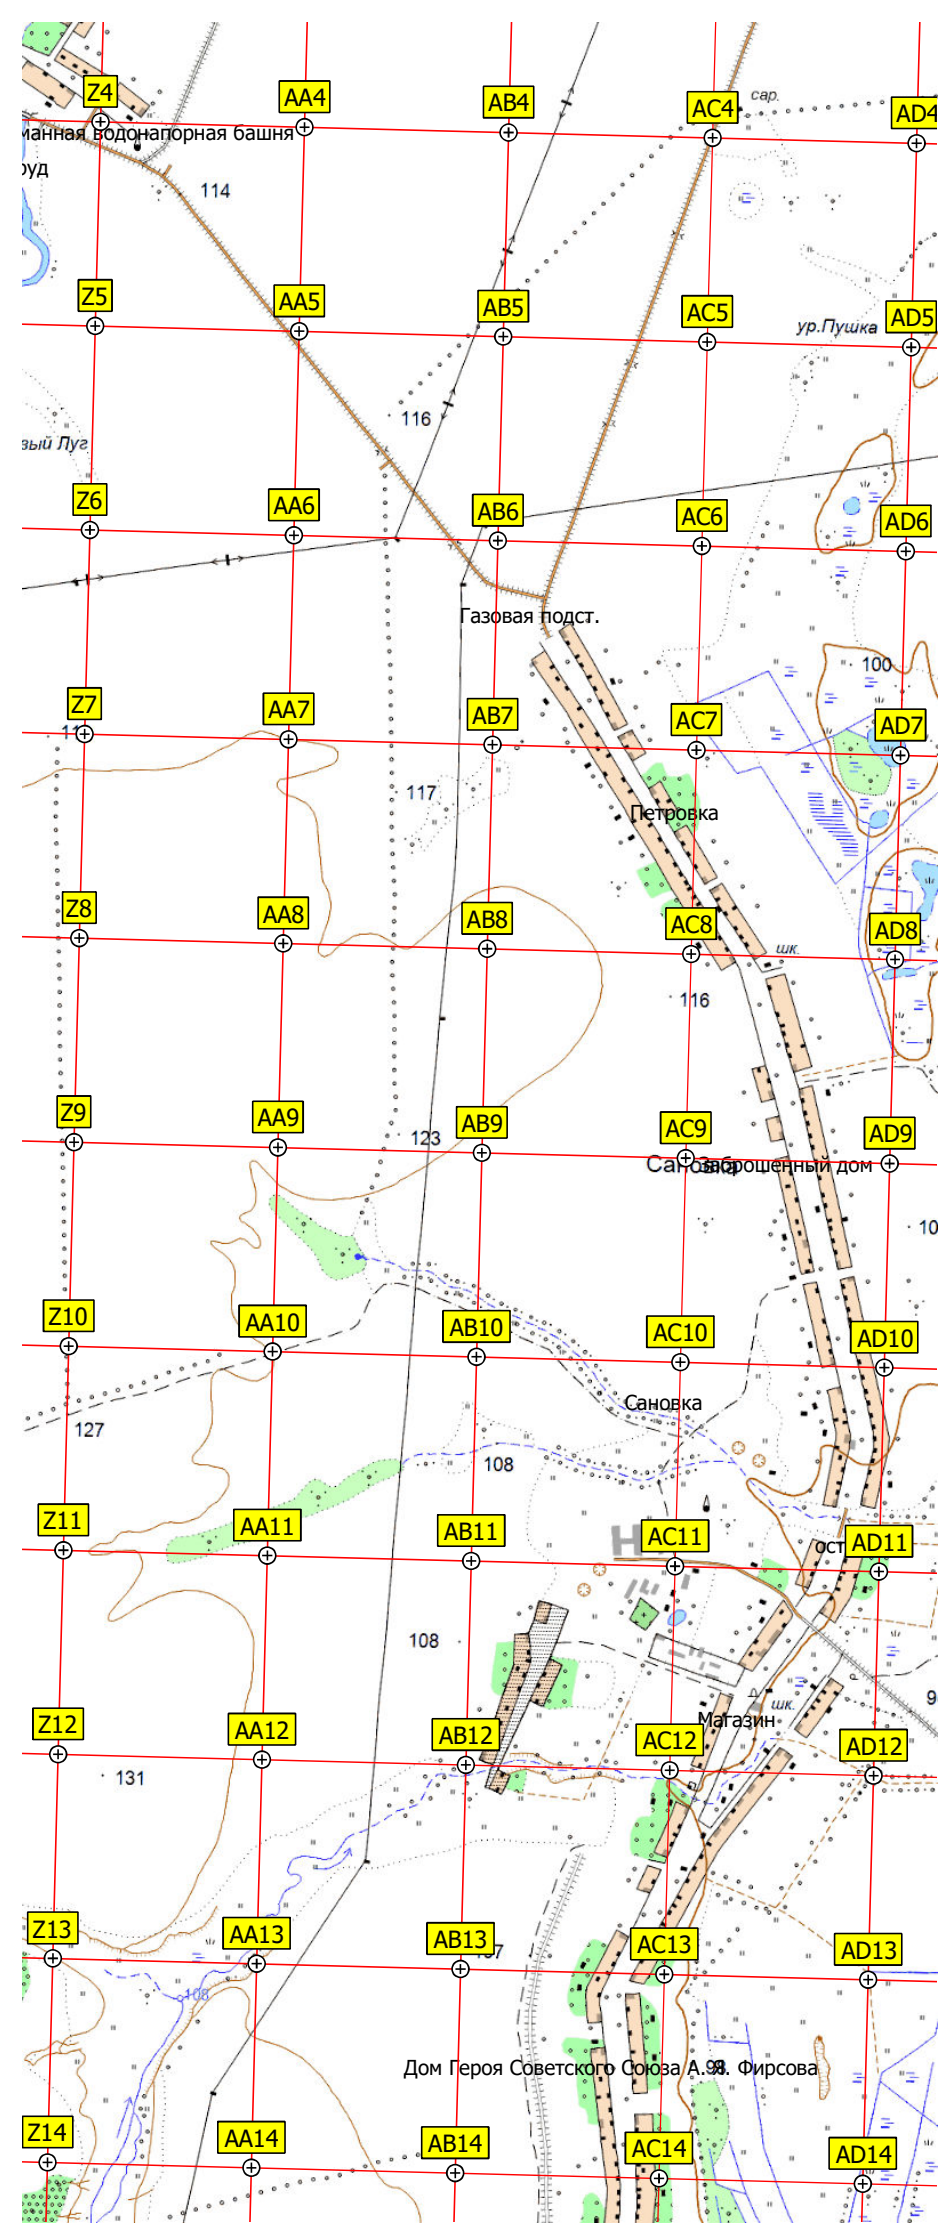 Z4
AA4
AB4
AC4
сар.
AD4
манная водонапорная башня
руд
114
Z5
AA5
AB5
AC5
ур.Пушка
AD5
116
вый Луг
Z6
AA6
AB6
AC6
AD6
Газовая подст.
100
Z7
AA7
AB7
AC7
AD7
117
Петровка
Z8
AA8
AB8
AC8
AD8
шк.
116
Z9
AA9
123
AB9
AC9
AD9
Заброшенный дом
10
Z10
AA10
AB10
AC10
AD10
Сановка
127
108
Z11
AA11
AB11
AC11
ост
AD11
108
9
шк.
Магазин
Z12
AA12
AB12
AC12
AD12
131
Z13
AA13
AB13
AC13
AD13
108
Дом Героя Советского Союза А. Я. Фирсова
98
Z14
AA14
AB14
AC14
AD14